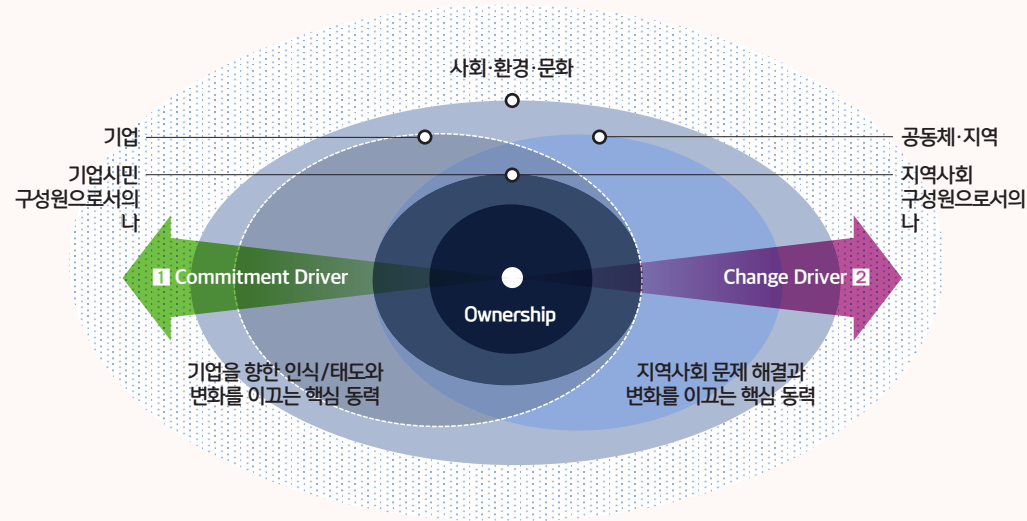 사회·환경·문화
기업
공동체·지역
기업시민
구성원으로서의
나
지역사회
구성원으로서의
나
1 Commitment Driver
Change Driver 2
Ownership
기업을 향한 인식/태도와
변화를 이끄는 핵심 동력
지역사회 문제 해결과
변화를 이끄는 핵심 동력